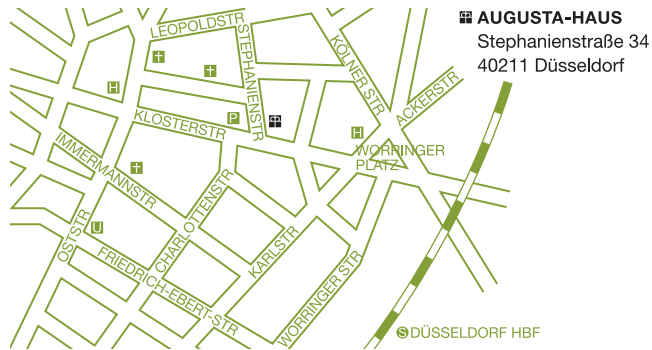 AUGUSTA-HAUS
Stephanienstraße 34
40211 Düsseldorf
LEOPOLDSTR
STEPHANIENSTR
KÖLNER STR
ACKERSTR
H
P
KLOSTERSTR
H
WORRINGER
PLATZ
IMMERMANNSTR
CHARLOTTENSTR
OSTSTR
U
KARLSTR
FRIEDRICH-EBERT-STR
WORRINGER STR
S DÜSSELDORF HBF